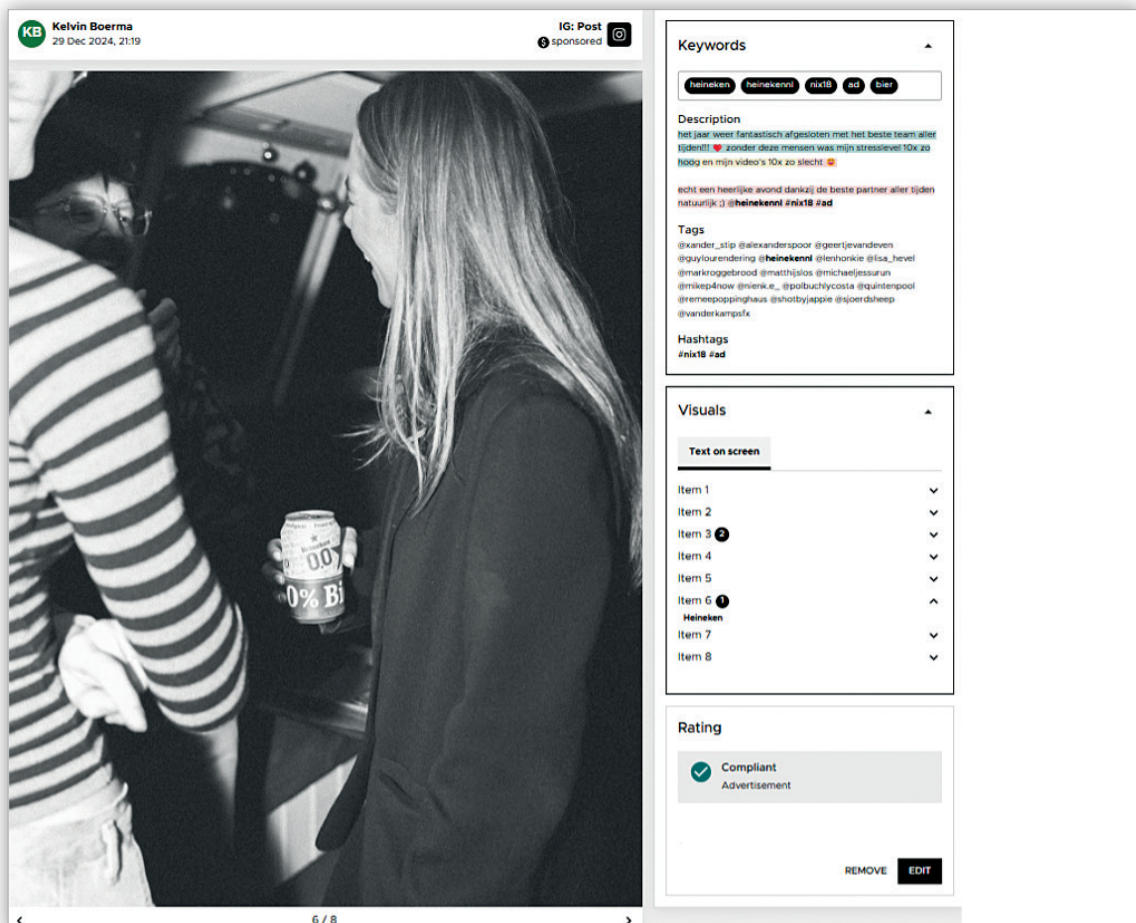 KB
Kelvin Boerma
29 Dec 2024, 21:19
IG: Post
$ sponsored
Heineken
0.0
0% Bi
6 / 8
Keywords
heineken heinekennl nix18 ad bier
Description
het jaar weer fantastisch afgesloten met het beste team aller
tijden!!! ❤️ zonder deze mensen was mijn stresslevel 10x zo
hoog en mijn video's 10x zo slecht 😍
echt een heerlijke avond dankzij de beste partner aller tijden
natuurlijk ;) @heinekennl #nix18 #ad
Tags
@xander_stip @alexanderspoor @geertjevandeven
@guylourendering @heinekennl @lenhonkie @lisa_hevel
@markroggebrood @matthijslos @michaeljessurun
@mikep4now @nienk.e_ @polbuchlycosta @quintenpool
@remeepoppinghaus @shotbyjappie @sjoerdsheep
@vanderkampsfx
Hashtags
#nix18 #ad
Visuals
Text on screen
Item 1
Item 2
Item 3 2
Item 4
Item 5
Item 6 1
Heineken
Item 7
Item 8
Rating
Compliant
Advertisement
REMOVE EDIT